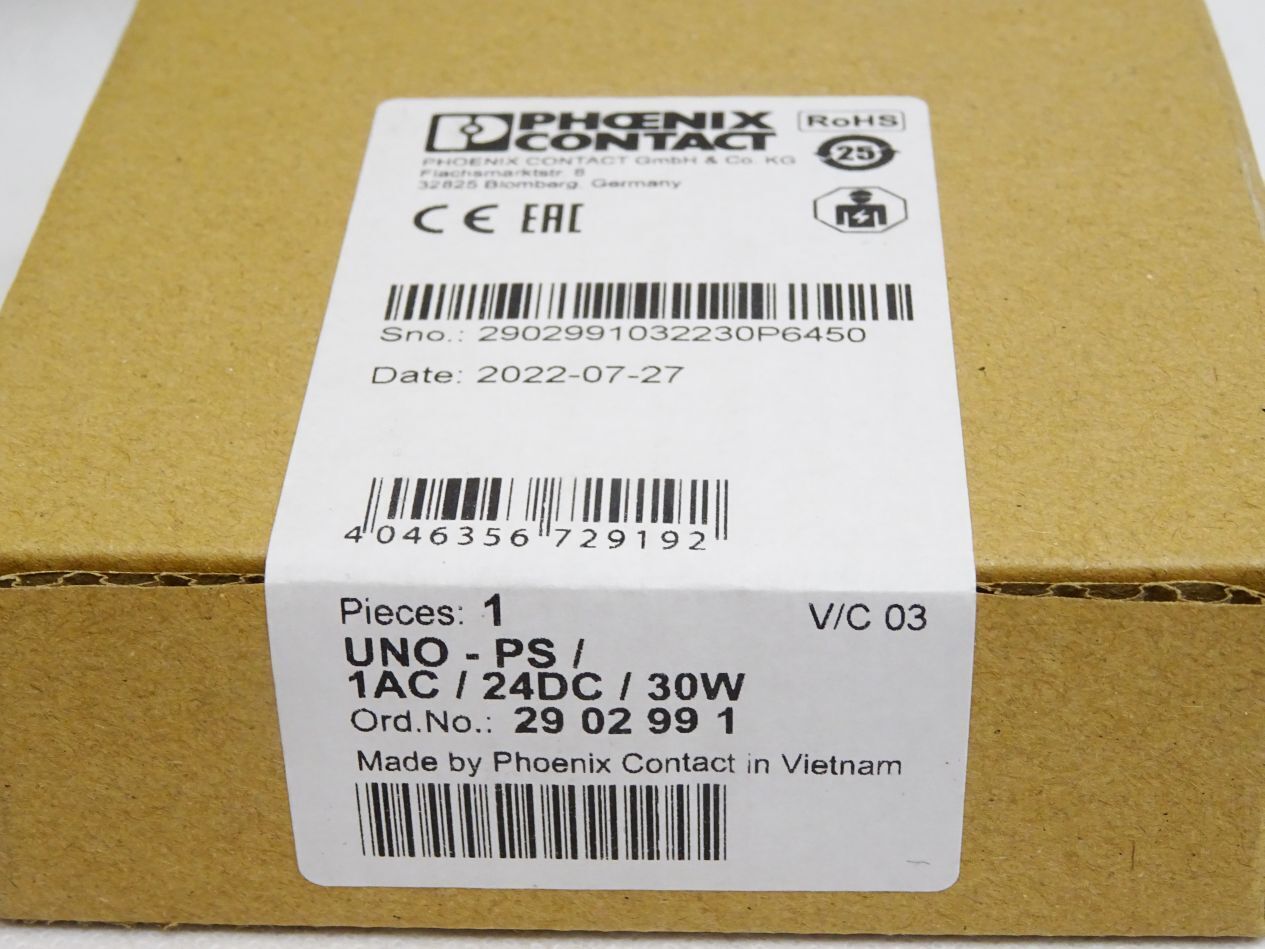 PHŒNIX
CONTACT
RoHS
25
PHOENIX CONTACT GmbH & Co. KG
Flachsmarktstr. 8
32825 Blomberg, Germany
CE EAC
Sno.: 2902991032230P6450
Date: 2022-07-27
4 046356 729192
Pieces: 1 V/C 03
UNO - PS /
1AC / 24DC / 30W
Ord.No.: 29 02 99 1
Made by Phoenix Contact in Vietnam